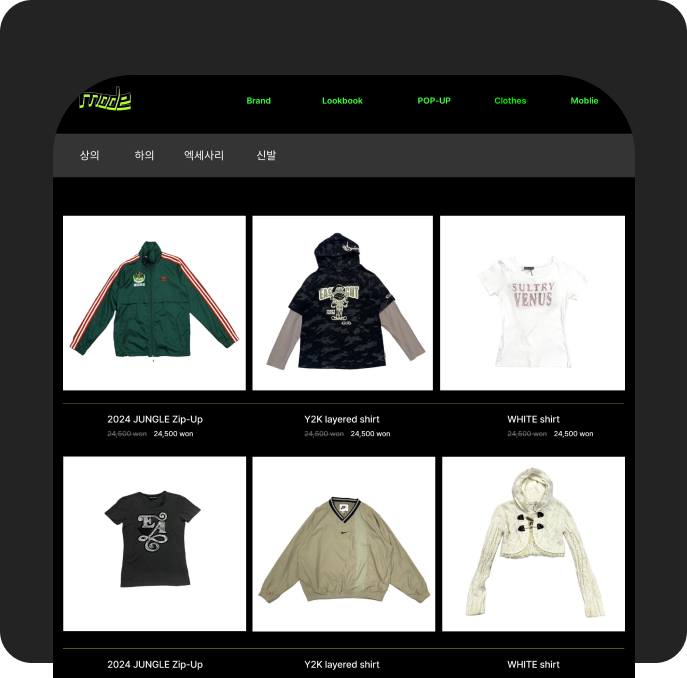 mode
Brand Lookbook POP-UP Clothes Moblie
상의 하의 엑세사리 신발
SULTRY
VENUS
EA
2024 JUNGLE Zip-Up Y2K layered shirt WHITE shirt
24,500 won 24,500 won 24,500 won 24,500 won 24,500 won 24,500 won
2024 JUNGLE Zip-Up Y2K layered shirt WHITE shirt